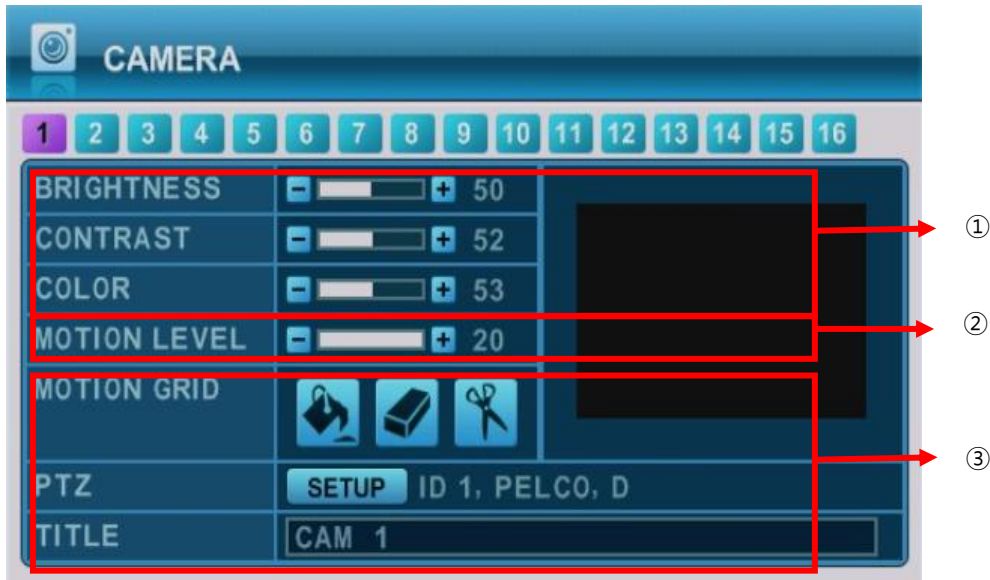 CAMERA
1 2 3 4 5 6 7 8 9 10 11 12 13 14 15 16
BRIGHTNESS - + 50
①
CONTRAST - + 52
COLOR - + 53
MOTION LEVEL - + 20
②
MOTION GRID
③
PTZ SETUP ID 1, PELCO, D
TITLE CAM 1